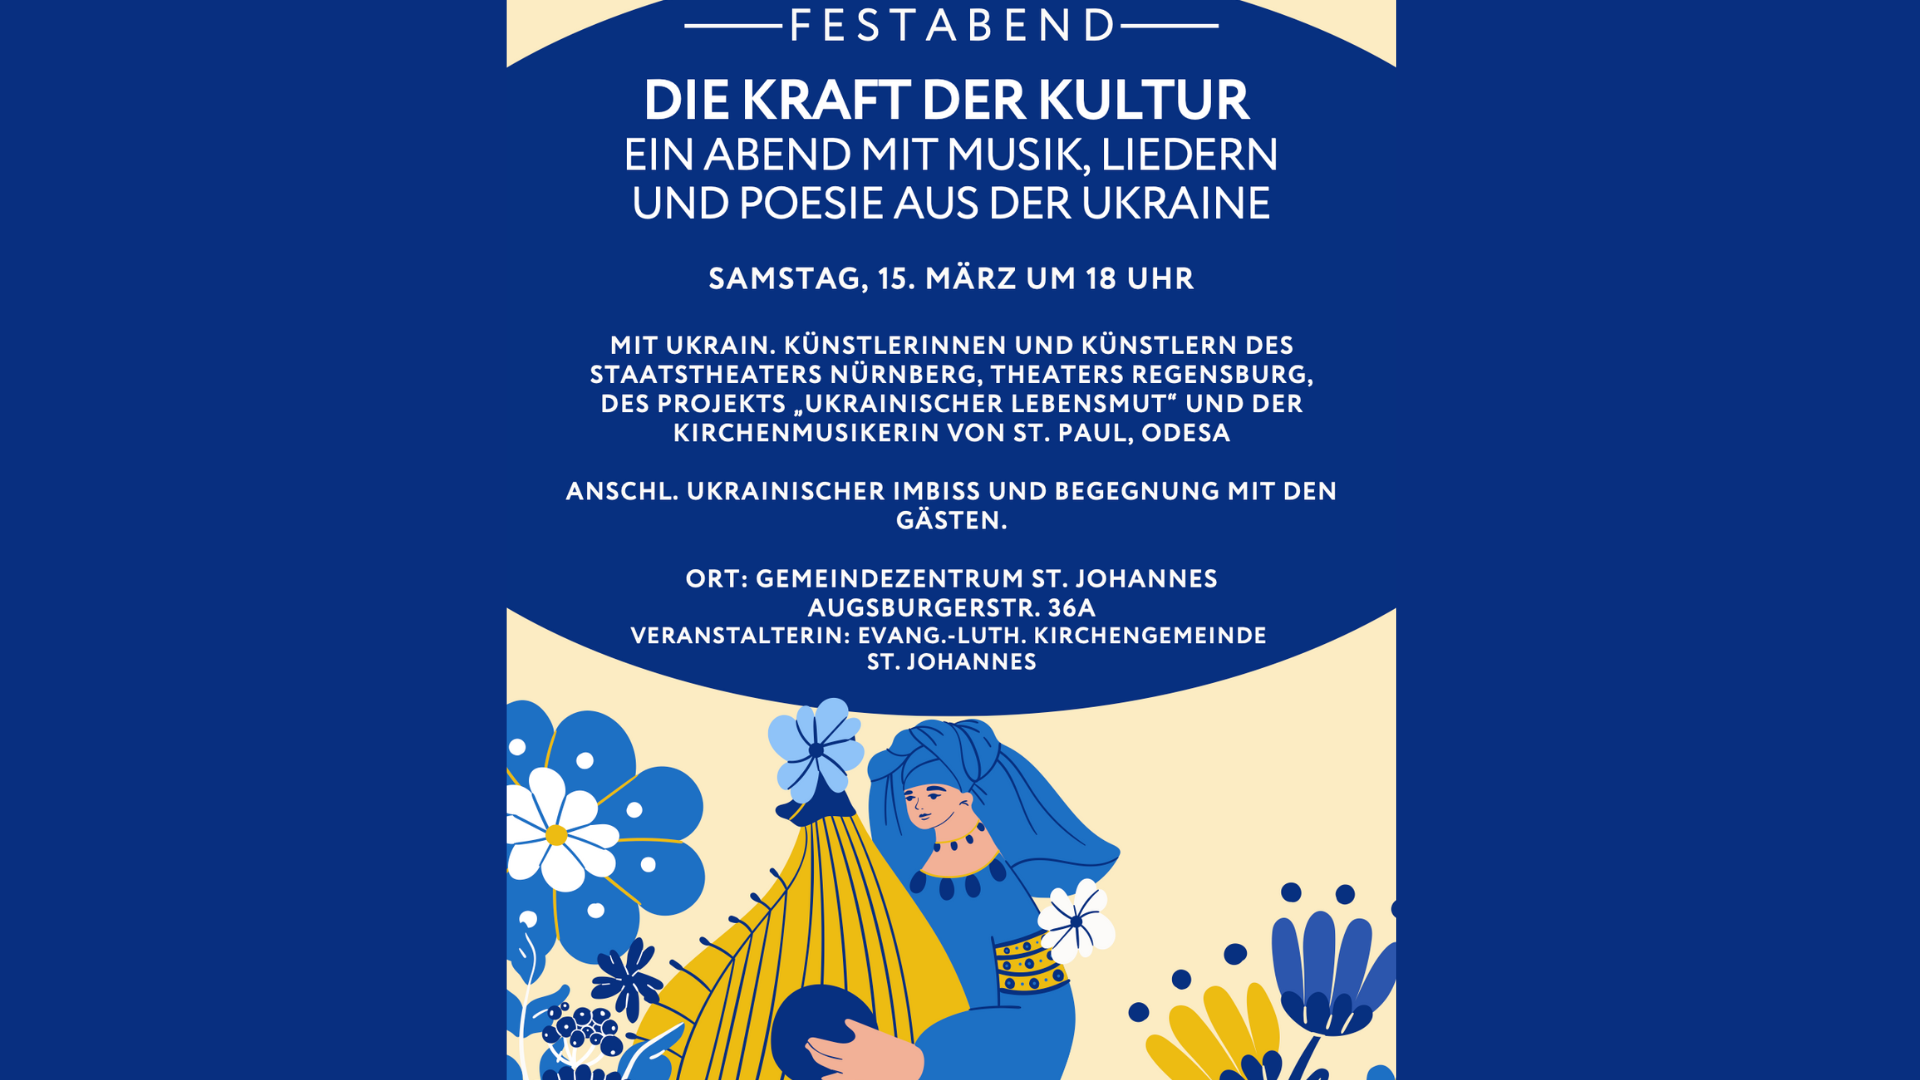 FESTABEND
DIE KRAFT DER KULTUR
EIN ABEND MIT MUSIK, LIEDERN
UND POESIE AUS DER UKRAINE
SAMSTAG, 15. MÄRZ UM 18 UHR
MIT UKRAIN. KÜNSTLERINNEN UND KÜNSTLERN DES
STAATSTHEATERS NÜRNBERG, THEATERS REGENSBURG,
DES PROJEKTS „UKRAINISCHER LEBENSMUT“ UND DER
KIRCHENMUSIKERIN VON ST. PAUL, ODESA
ANSCHL. UKRAINISCHER IMBISS UND BEGEGNUNG MIT DEN
GÄSTEN.
ORT: GEMEINDEZENTRUM ST. JOHANNES
AUGSBURGERSTR. 36A
VERANSTALTERIN: EVANG.-LUTH. KIRCHENGEMEINDE
ST. JOHANNES